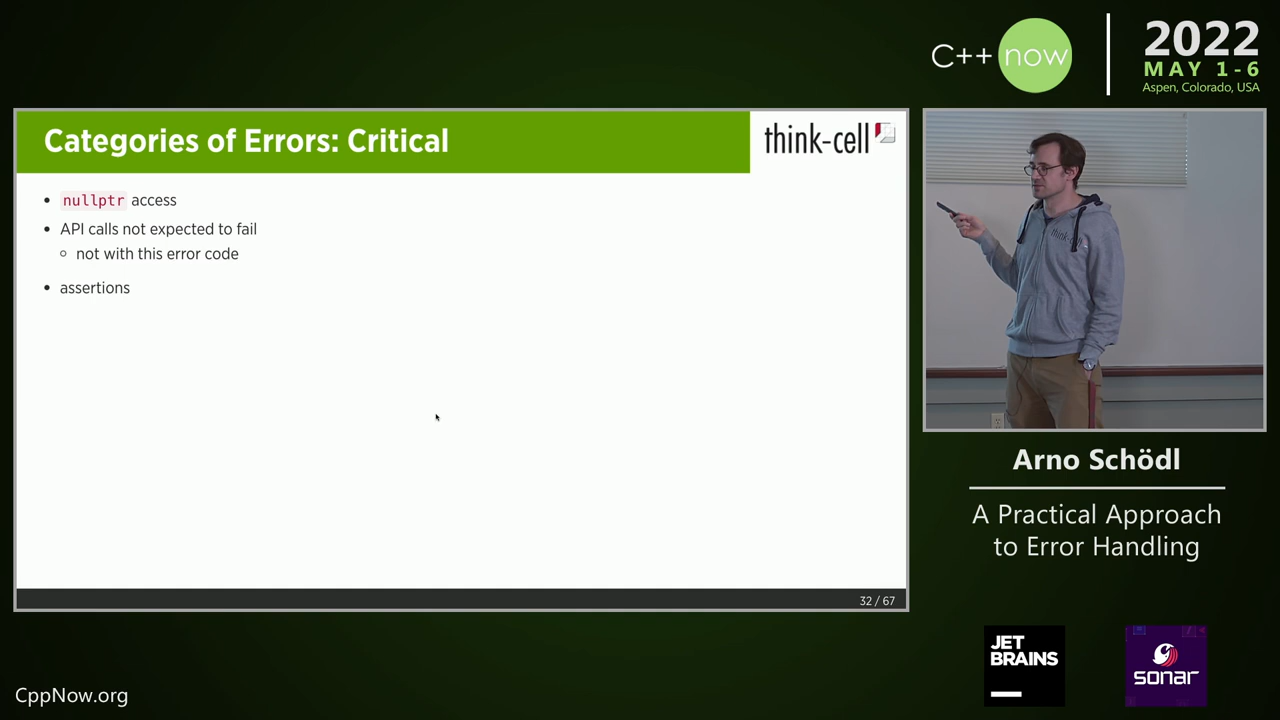 C++ now
2022
MAY 1-6
Aspen, Colorado, USA
Categories of Errors: Critical
think-cell
• nullptr access
• API calls not expected to fail
◦ not with this error code
• assertions
32 / 67
think-cell
Arno Schödl
A Practical Approach
to Error Handling
JET
BRAINS
sonar
CppNow.org